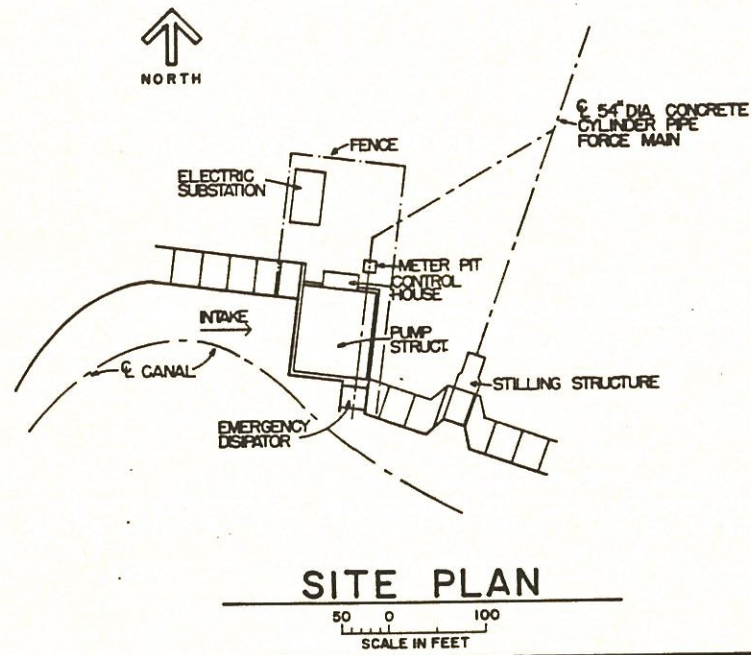 NORTH
℄ 54" DIA. CONCRETE
CYLINDER PIPE
FORCE MAIN
FENCE
ELECTRIC
SUBSTATION
METER PIT
CONTROL
HOUSE
INTAKE
PUMP
STRUCT.
℄ CANAL
STILLING STRUCTURE
EMERGENCY
DISIPATOR
SITE PLAN
50 0 100
SCALE IN FEET